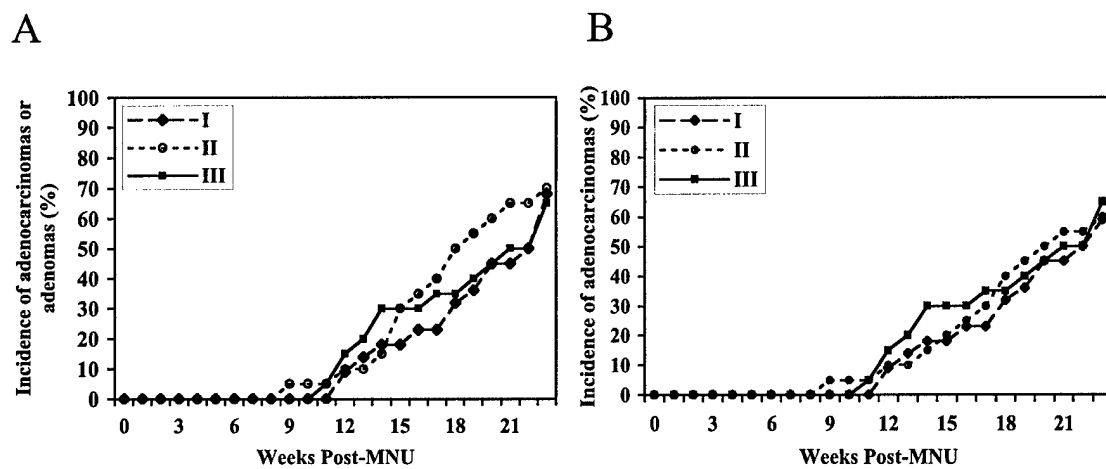 A
Incidence of adenocarcinomas or
adenomas (%)
100
90
80
70
60
50
40
30
20
10
0
I
II
III
0 3 6 9 12 15 18 21
Weeks Post-MNU
B
Incidence of adenocarcinomas (%)
100
90
80
70
60
50
40
30
20
10
0
I
II
III
0 3 6 9 12 15 18 21
Weeks Post-MNU